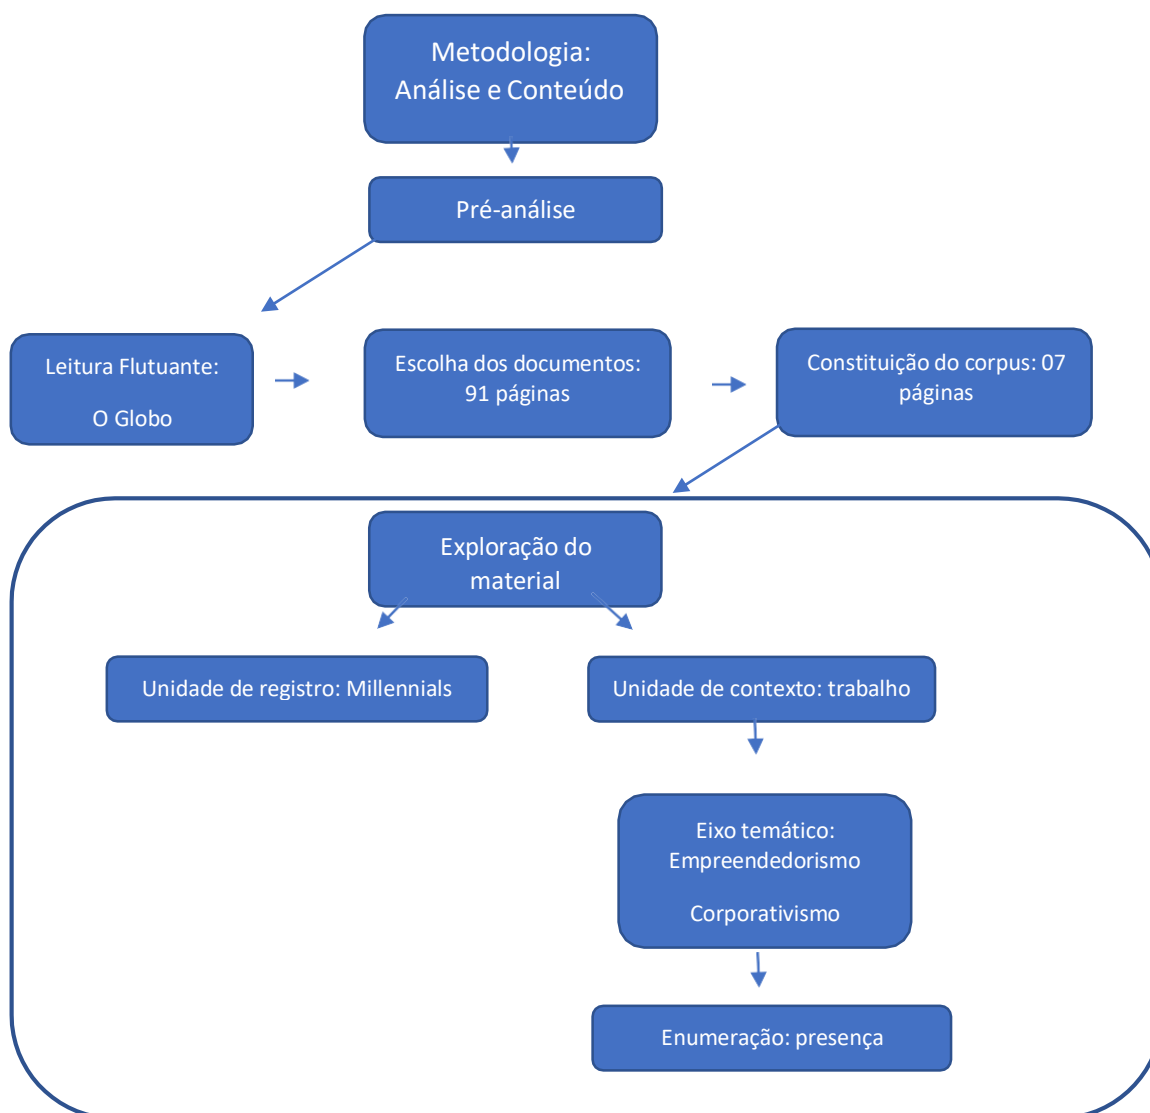 Metodologia:
Análise e Conteúdo
Pré-análise
Leitura Flutuante:
O Globo
Escolha dos documentos:
91 páginas
Constituição do corpus: 07
páginas
Exploração do
material
Unidade de registro: Millennials
Unidade de contexto: trabalho
Eixo temático:
Empreendedorismo
Corporativismo
Enumeração: presença